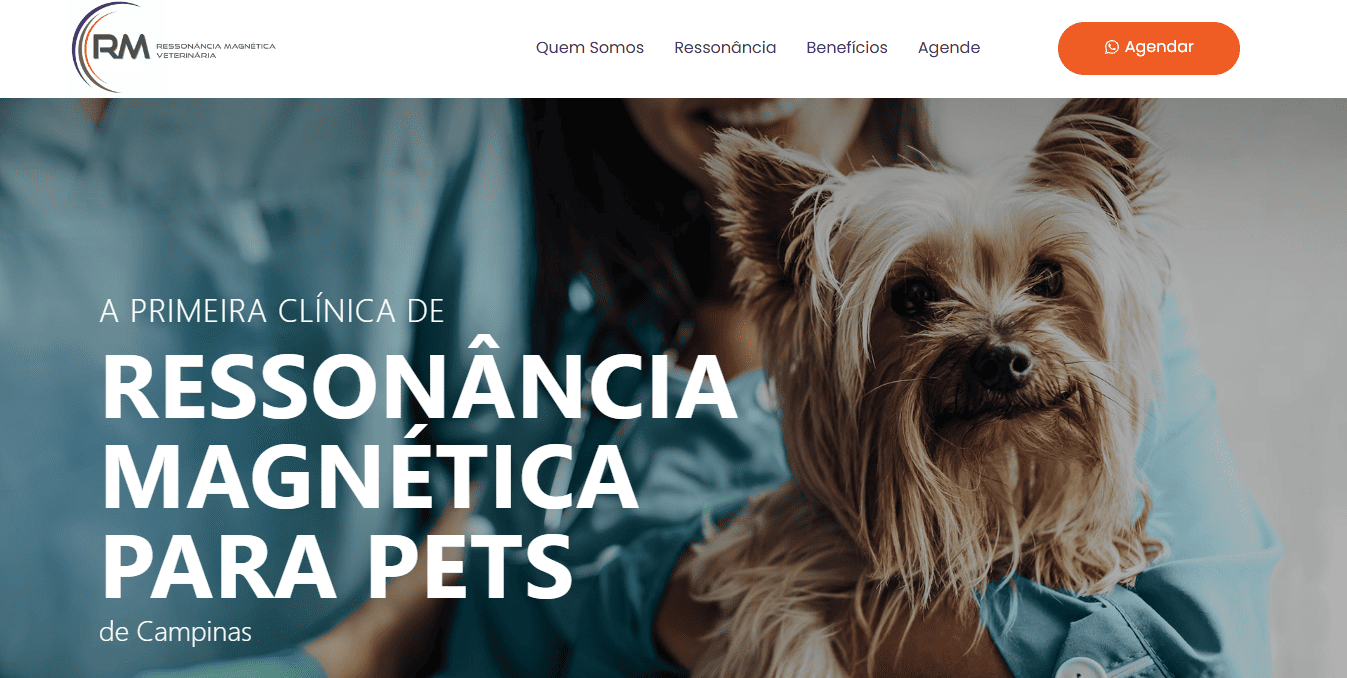 RM RESSONÂNCIA MAGNÉTICA
VETERINÁRIA
Quem Somos Ressonância Benefícios Agende Agendar
A PRIMEIRA CLÍNICA DE
RESSONÂNCIA
MAGNÉTICA
PARA PETS
de Campinas